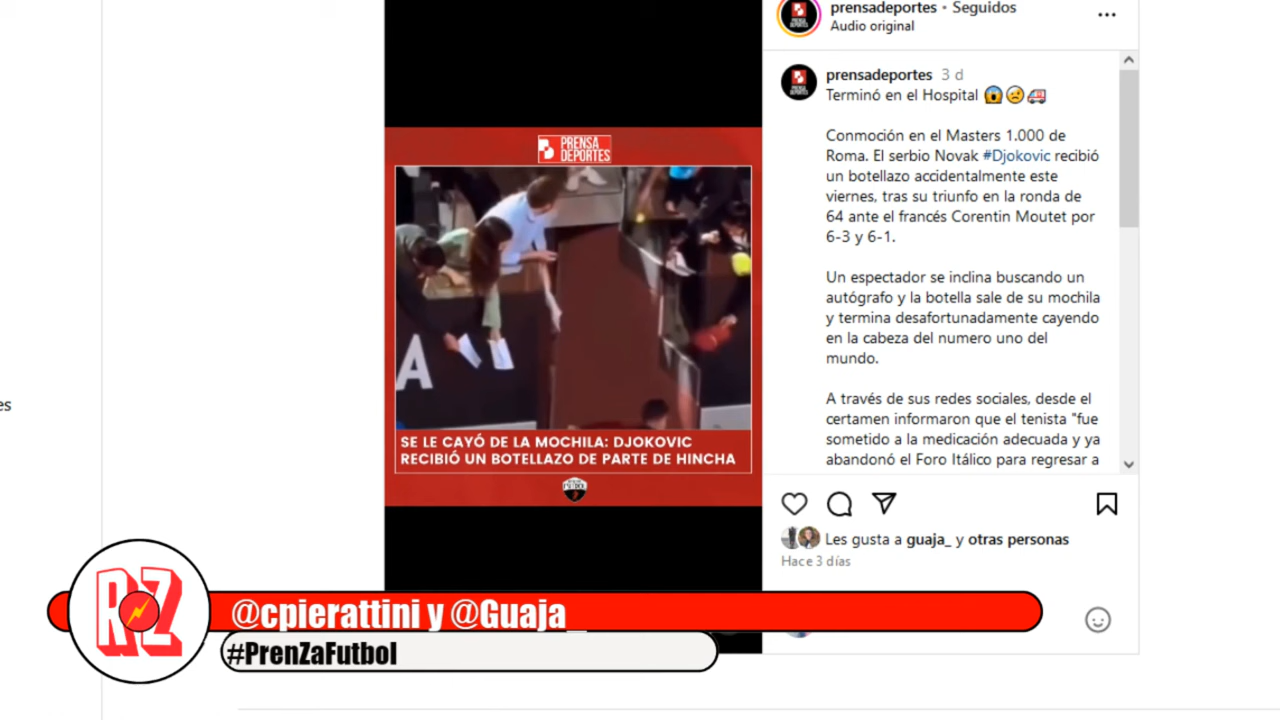 prensadeportes • Seguidos
Audio original
prensadeportes 3 d
Terminó en el Hospital 😱🤕🚑
Conmoción en el Masters 1.000 de
Roma. El serbio Novak #Djokovic recibió
un botellazo accidentalmente este
viernes, tras su triunfo en la ronda de
64 ante el francés Corentin Moutet por
6-3 y 6-1.
Un espectador se inclina buscando un
autógrafo y la botella sale de su mochila
y termina desafortunadamente cayendo
en la cabeza del numero uno del
mundo.
A través de sus redes sociales, desde el
certamen informaron que el tenista "fue
sometido a la medicación adecuada y ya
abandonó el Foro Itálico para regresar a
Les gusta a guaja_ y otras personas
Hace 3 días
PRENSA
DEPORTES
A
SE LE CAYÓ DE LA MOCHILA: DJOKOVIC
RECIBIÓ UN BOTELLAZO DE PARTE DE HINCHA
es
RZ
@cpierattini y @Guaja_
#PrenZaFutbol